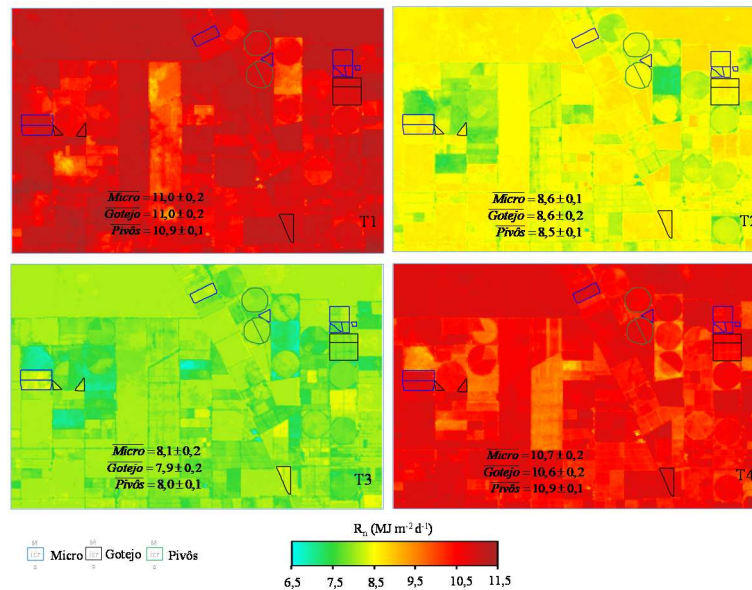 Micro = 11,0 ± 0,2
Gotejo = 11,0 ± 0,2
Pivôs = 10,9 ± 0,1
T1
Micro = 8,6 ± 0,1
Gotejo = 8,6 ± 0,2
Pivôs = 8,5 ± 0,1
T2
Micro = 8,1 ± 0,2
Gotejo = 7,9 ± 0,2
Pivôs = 8,0 ± 0,1
T3
Micro = 10,7 ± 0,2
Gotejo = 10,6 ± 0,2
Pivôs = 10,9 ± 0,1
T4
Rn (MJ m-2 d-1)
Micro Gotejo Pivôs
6,5 7,5 8,5 9,5 10,5 11,5